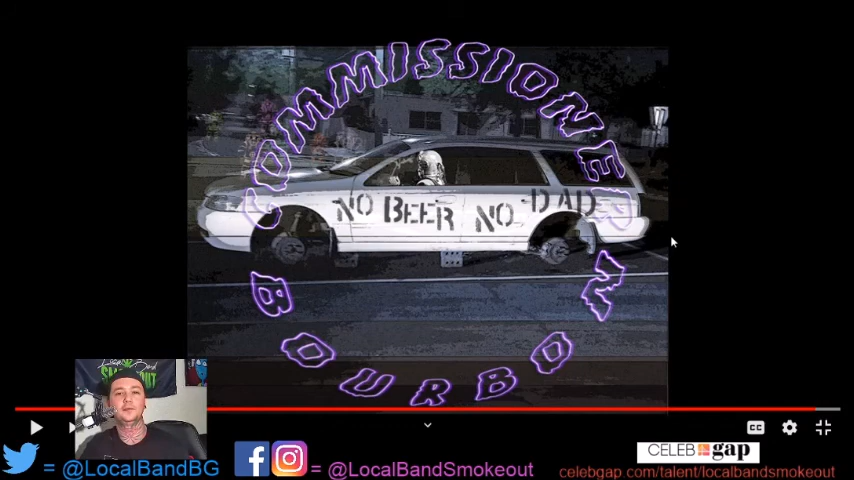 COMMISSIONER
NO BEER NO DAD
BOURBON
CC
= @LocalBandBG
= @LocalBandSmokeout
CELEB gap
celebgap.com/talent/localbandsmokeout